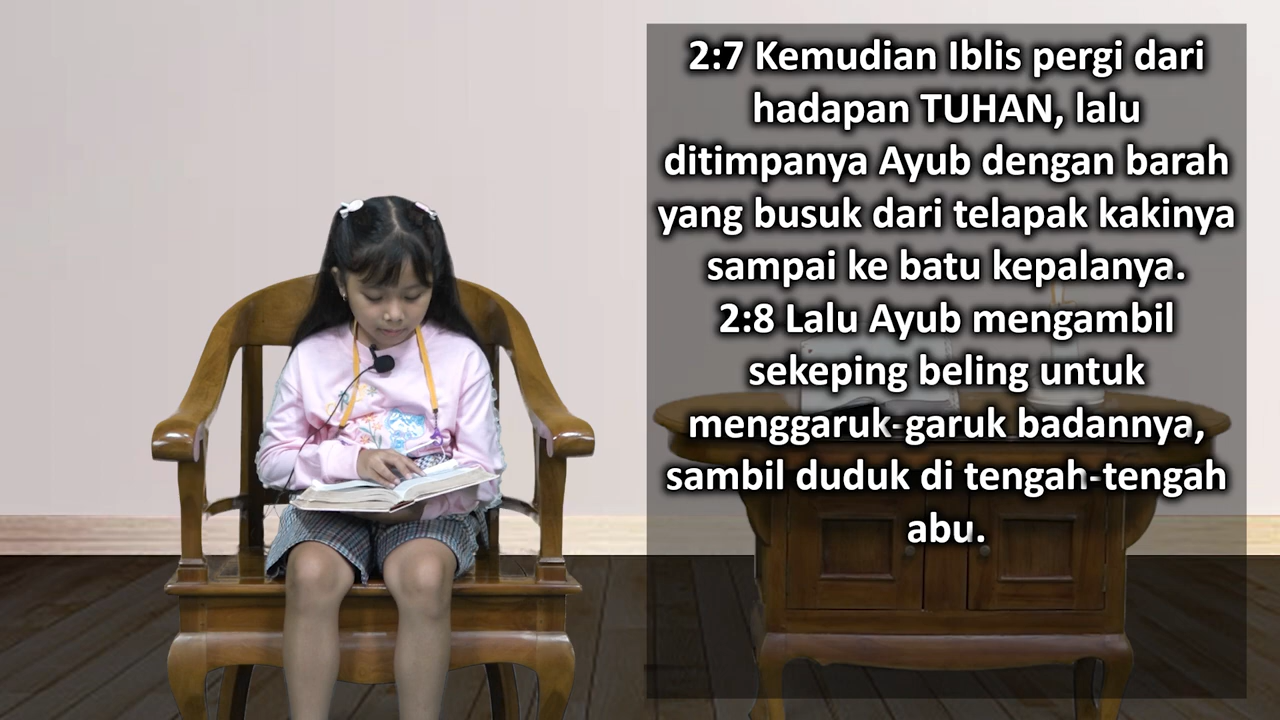 2:7 Kemudian Iblis pergi dari
hadapan TUHAN, lalu
ditimpanya Ayub dengan barah
yang busuk dari telapak kakinya
sampai ke batu kepalanya.
2:8 Lalu Ayub mengambil
sekeping beling untuk
menggaruk-garuk badannya,
sambil duduk di tengah-tengah
abu.